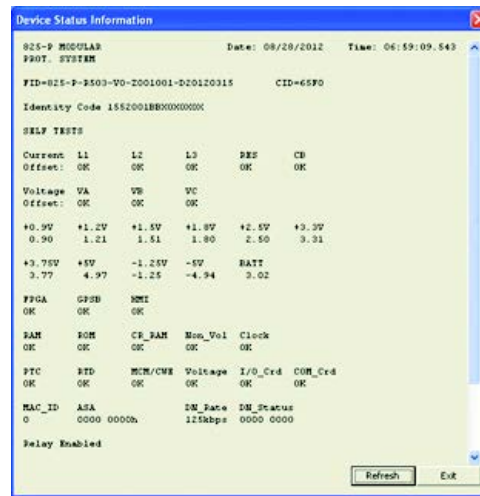 Device Status Information
825-P MODULAR Date: 08/28/2012 Time: 06:59:09.543
PROT. SYSTEM
FID=825-P-R503-V0-Z001001-D20120315 CID=65F0
Identity Code 1552001BBX0X0X0X
SELF TESTS
Current L1 L2 L3 RES CB
Offset: OK OK OK OK OK
Voltage VA VB VC
Offset: OK OK OK
+0.9V +1.2V +1.5V +1.8V +2.5V +3.3V
0.90 1.21 1.51 1.80 2.50 3.31
+3.75V +5V -1.25V -5V BATT
3.77 4.97 -1.25 -4.94 3.02
FPGA GPSB HMI
OK OK OK
RAM ROM CR_RAM Non_Vol Clock
OK OK OK OK OK
PTC RTD MCM/CWE Voltage I/O_Crd COM_Crd
OK OK OK OK OK OK
MAC_ID ASA DN_Rate DN_Status
0 0000 0000h 125kbps 0000 0000
Relay Enabled
Refresh Exit